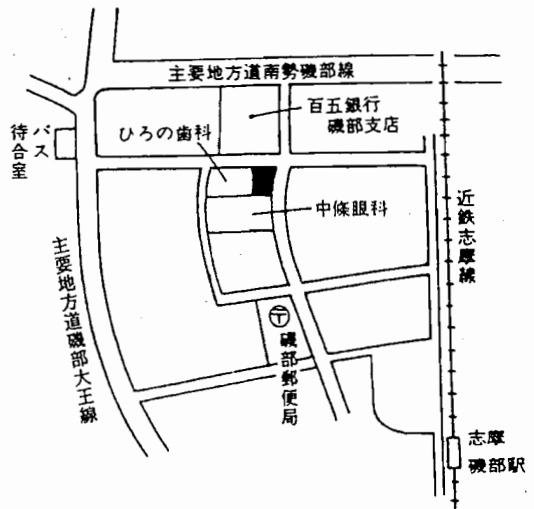 主要地方道南勢磯部線
百五銀行
磯部支店
ひろの歯科
バス
待合室
中條眼科
近鉄志摩線
主要地方道磯部大王線
〒
磯部郵便局
志摩
磯部駅